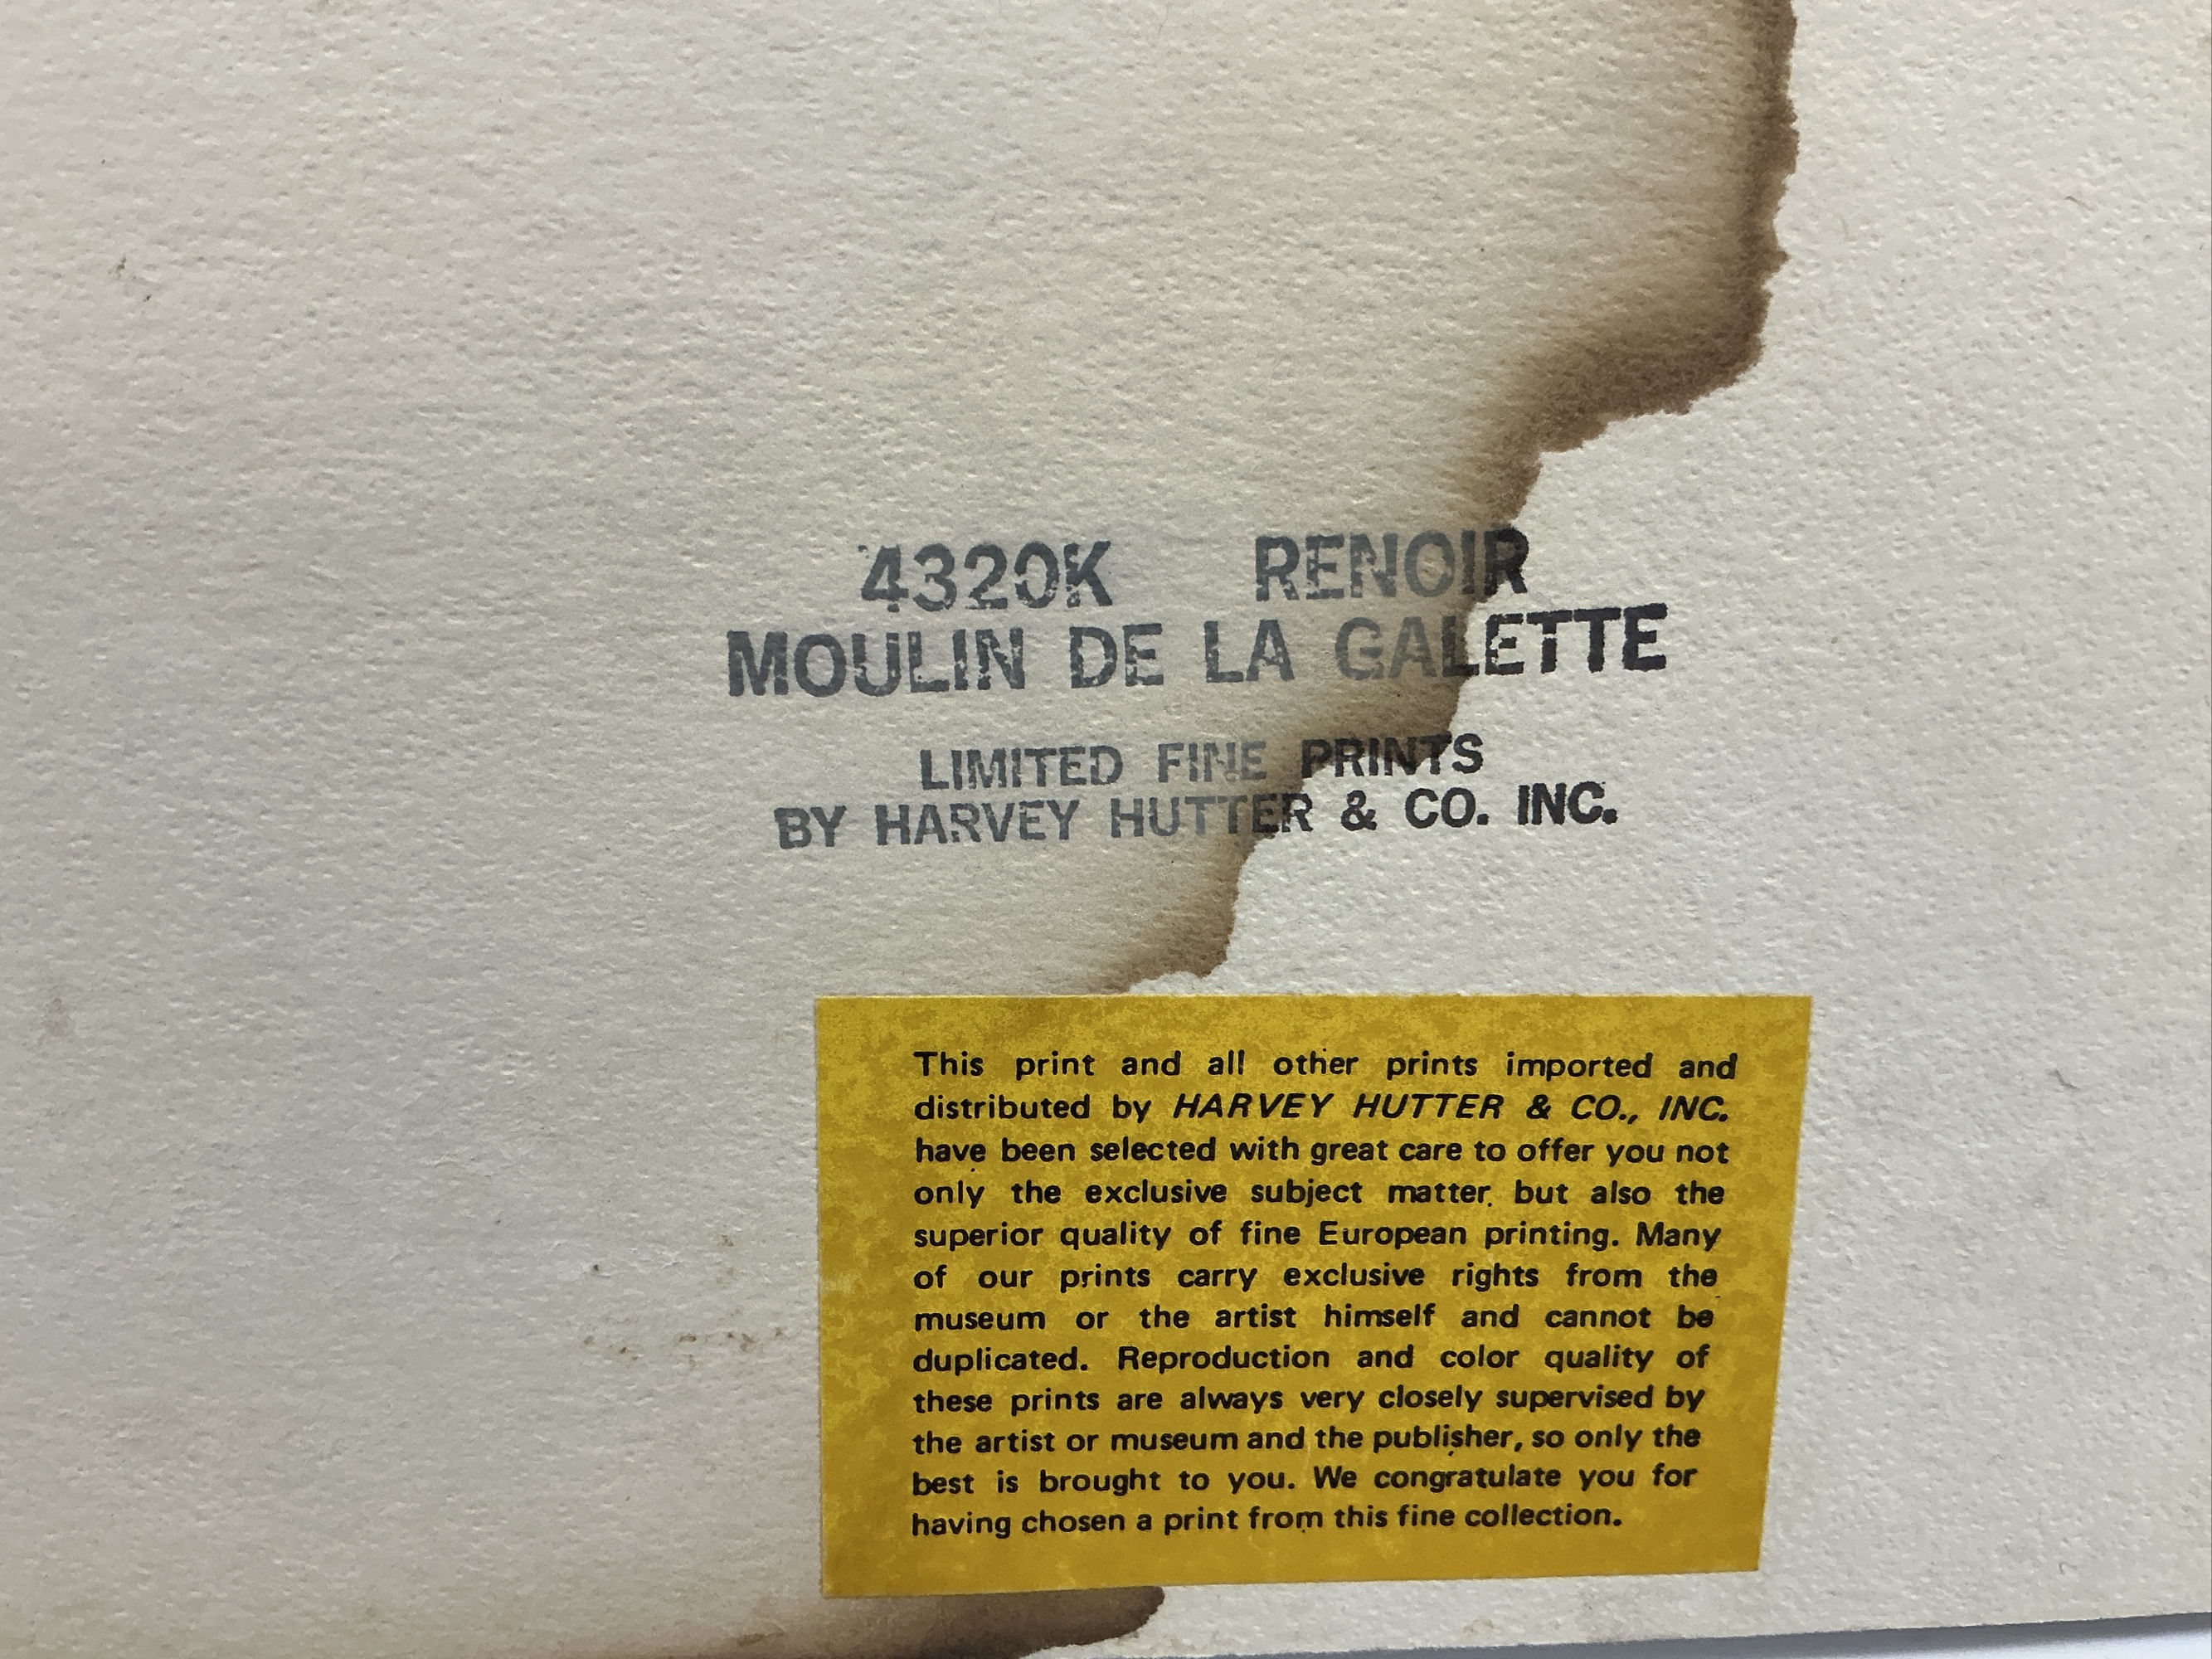 4320K RENOIR
MOULIN DE LA GALETTE
LIMITED FINE PRINTS
BY HARVEY HUTTER & CO. INC.
This print and all other prints imported and
distributed by HARVEY HUTTER & CO., INC.
have been selected with great care to offer you not
only the exclusive subject matter, but also the
superior quality of fine European printing. Many
of our prints carry exclusive rights from the
museum or the artist himself and cannot be
duplicated. Reproduction and color quality of
these prints are always very closely supervised by
the artist or museum and the publisher, so only the
best is brought to you. We congratulate you for
having chosen a print from this fine collection.